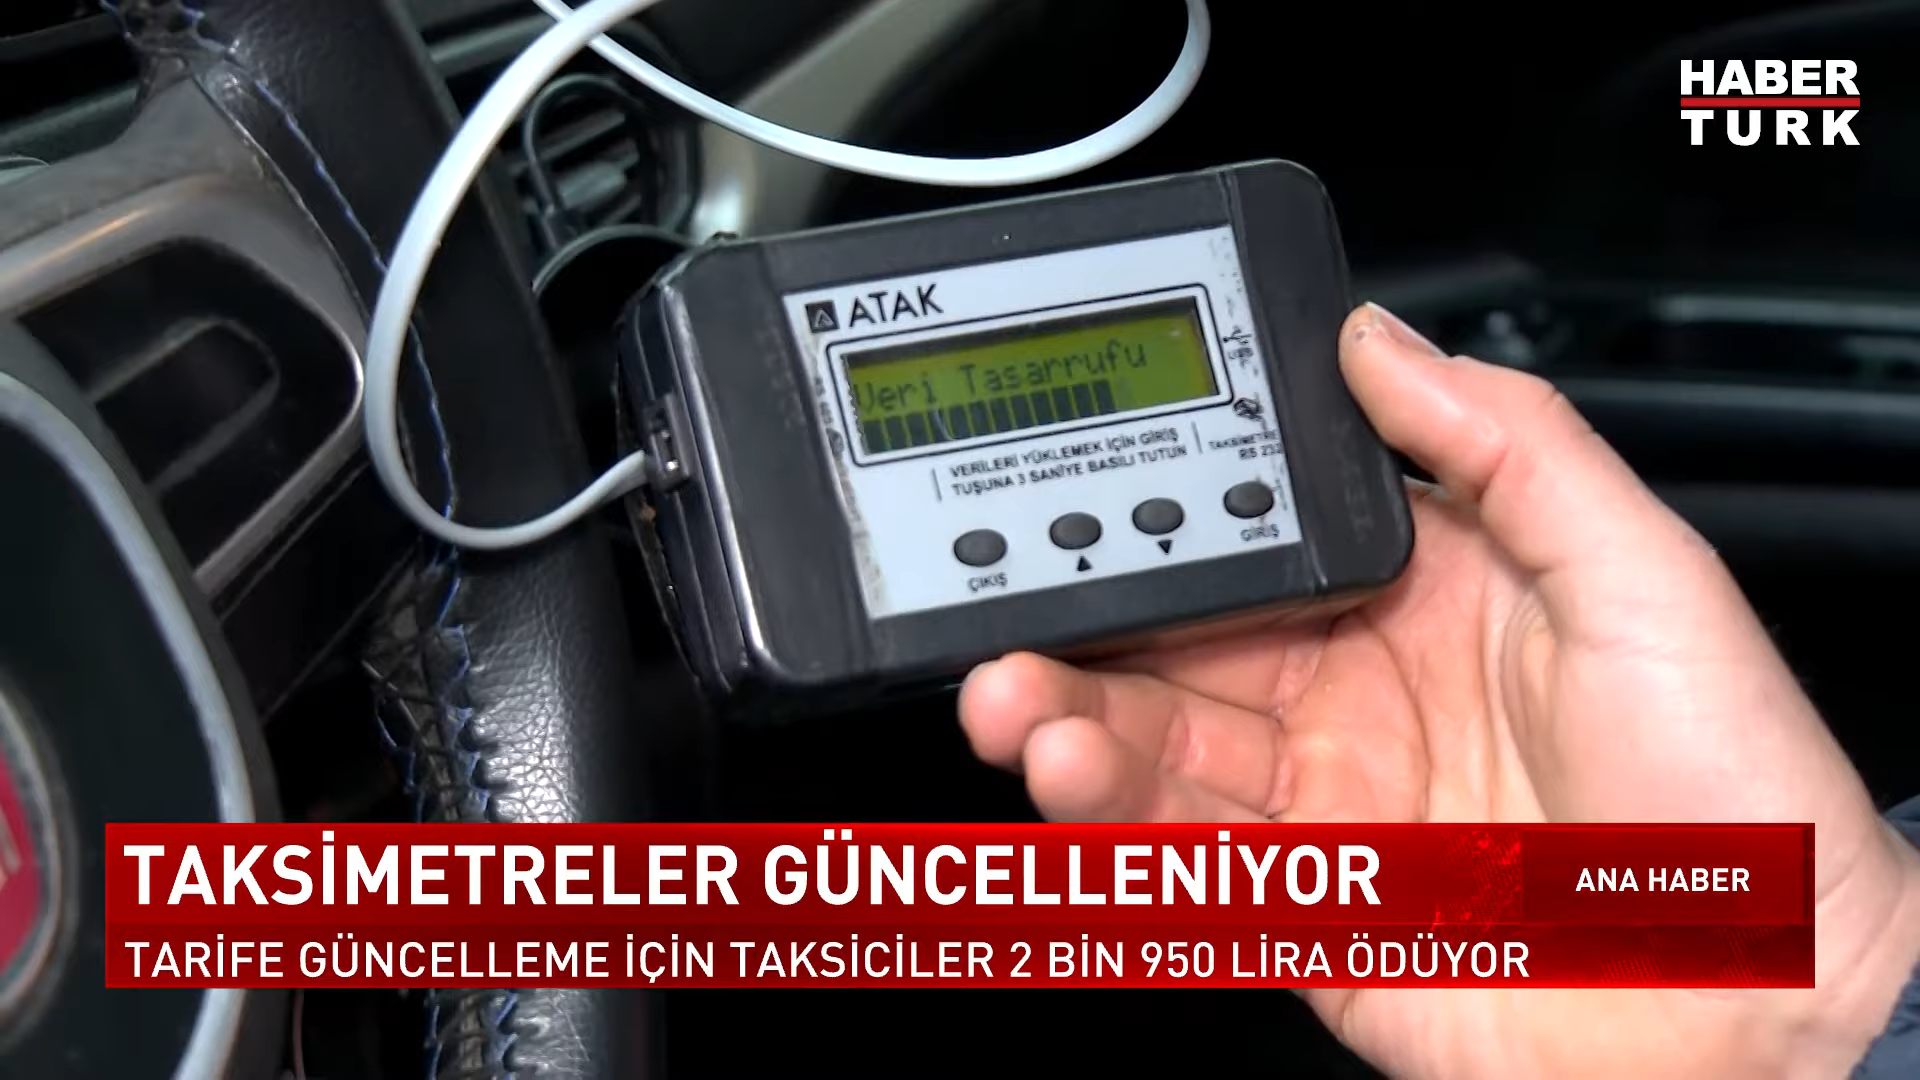 HABER
TURK
ATAK
Veri Tasarrufu
USB
VERİLERİ YÜKLEMEK İÇİN GİRİŞ
TUŞUNA 3 SANİYE BASILI TUTUN
TAKSİMETRE
RS 232
ÇIKIŞ
GİRİŞ
TAKSİMETRELER GÜNCELLENİYOR
ANA HABER
TARİFE GÜNCELLEME İÇİN TAKSİCİLER 2 BİN 950 LİRA ÖDÜYOR